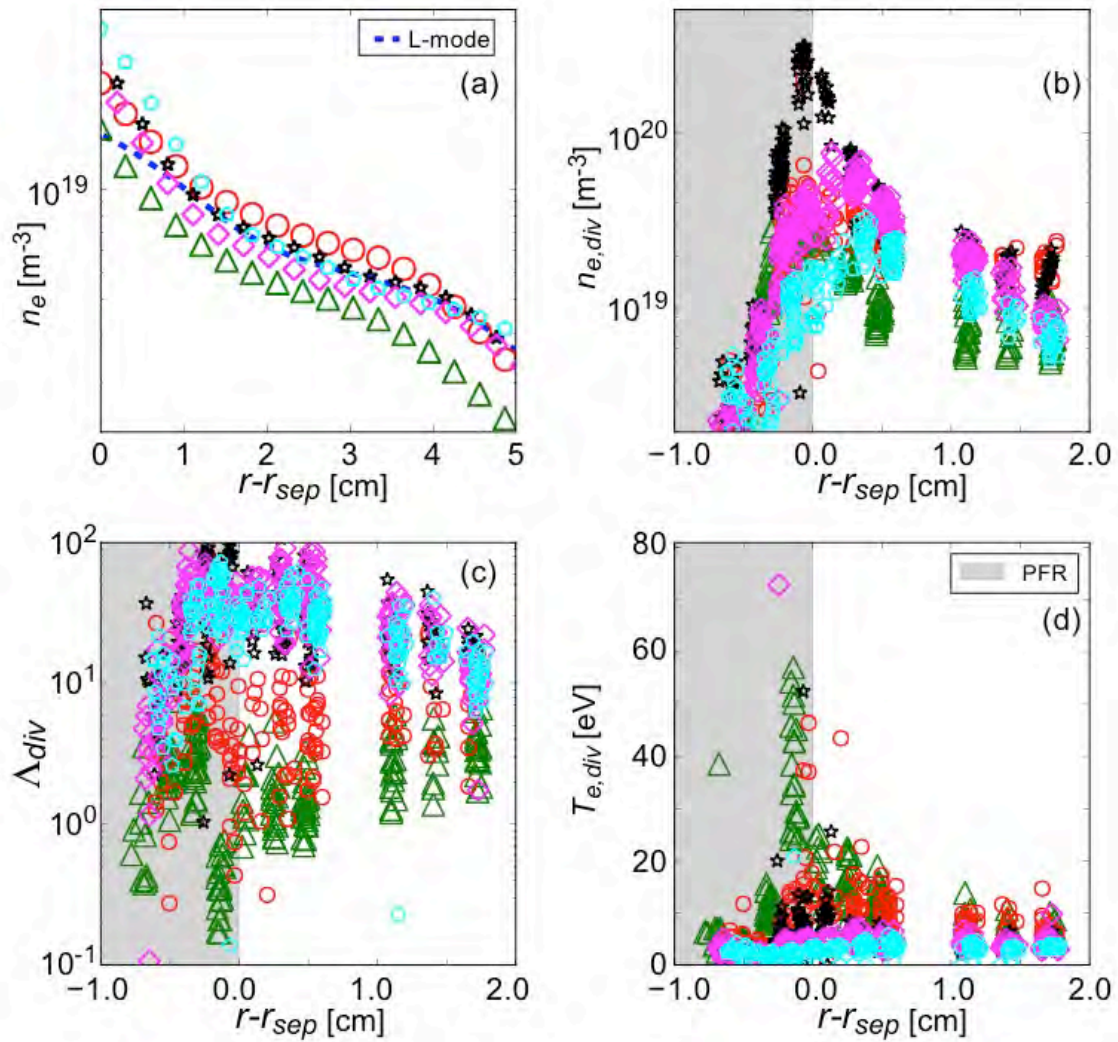 L-mode
(a)
10^19
n_e [m^-3]
0 1 2 3 4 5
r-r_sep [cm]
(b)
10^20
10^19
n_e,div [m^-3]
−1.0 0.0 1.0 2.0
r-r_sep [cm]
(c)
10^2
10^1
10^0
10^-1
Λ_div
−1.0 0.0 1.0 2.0
r-r_sep [cm]
PFR
(d)
80
60
40
20
0
T_e,div [eV]
−1.0 0.0 1.0 2.0
r-r_sep [cm]